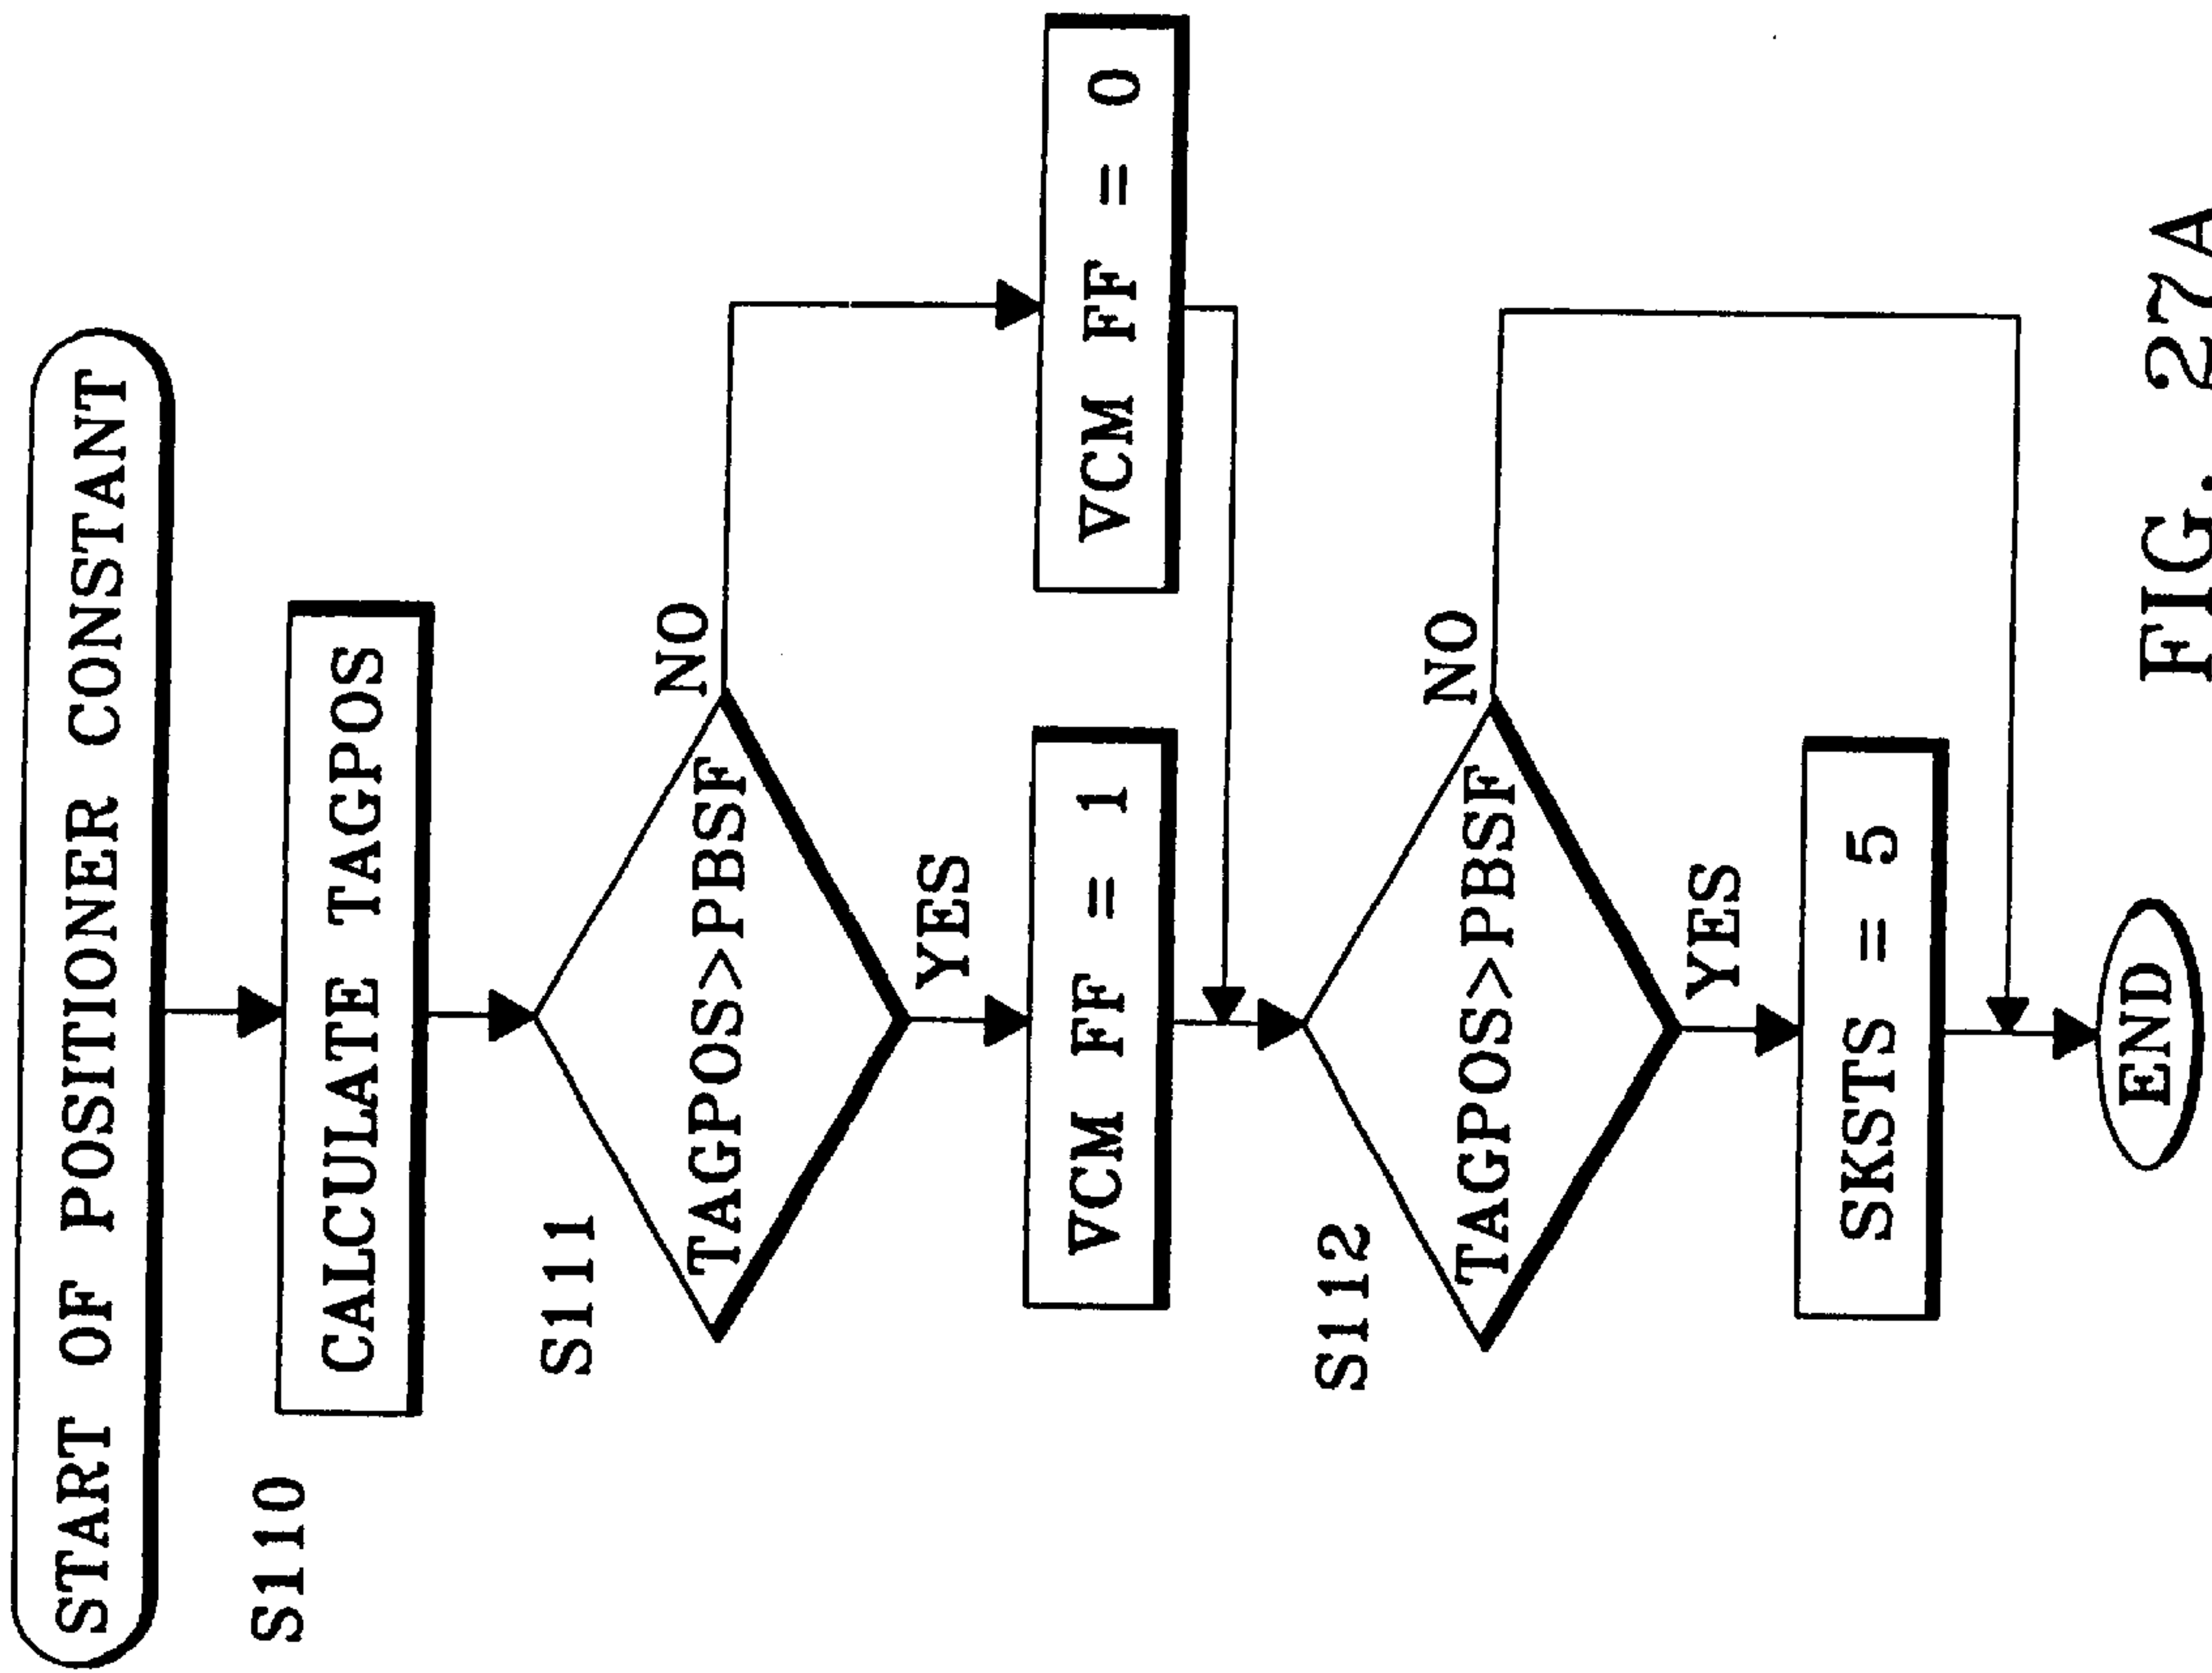 START OF POSITIONER CONSTANT
S110
CALCULATE TAGPOS
S111
TAGPOS>PBSF
NO
YES
VCM FF = 1
VCM FF = 0
S112
TAGPOS>PBSF
NO
YES
SKSTS = 5
END
FIG. 27A